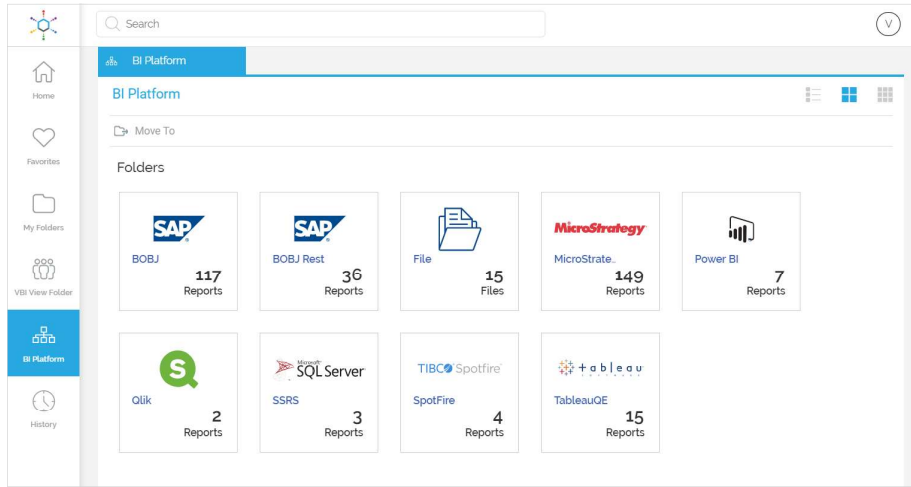 Search
V
BI Platform
BI Platform
Move To
Folders
Home
Favorites
My Folders
VBI View Folder
BI Platform
History
SAP
BOBJ
117
Reports
SAP
BOBJ Rest
36
Reports
File
15
Files
MicroStrategy
MicroStrate..
149
Reports
Power BI
7
Reports
S
Qlik
2
Reports
Microsoft
SQL Server
SSRS
3
Reports
TIBCO Spotfire
SpotFire
4
Reports
+ableau
TableauQE
15
Reports